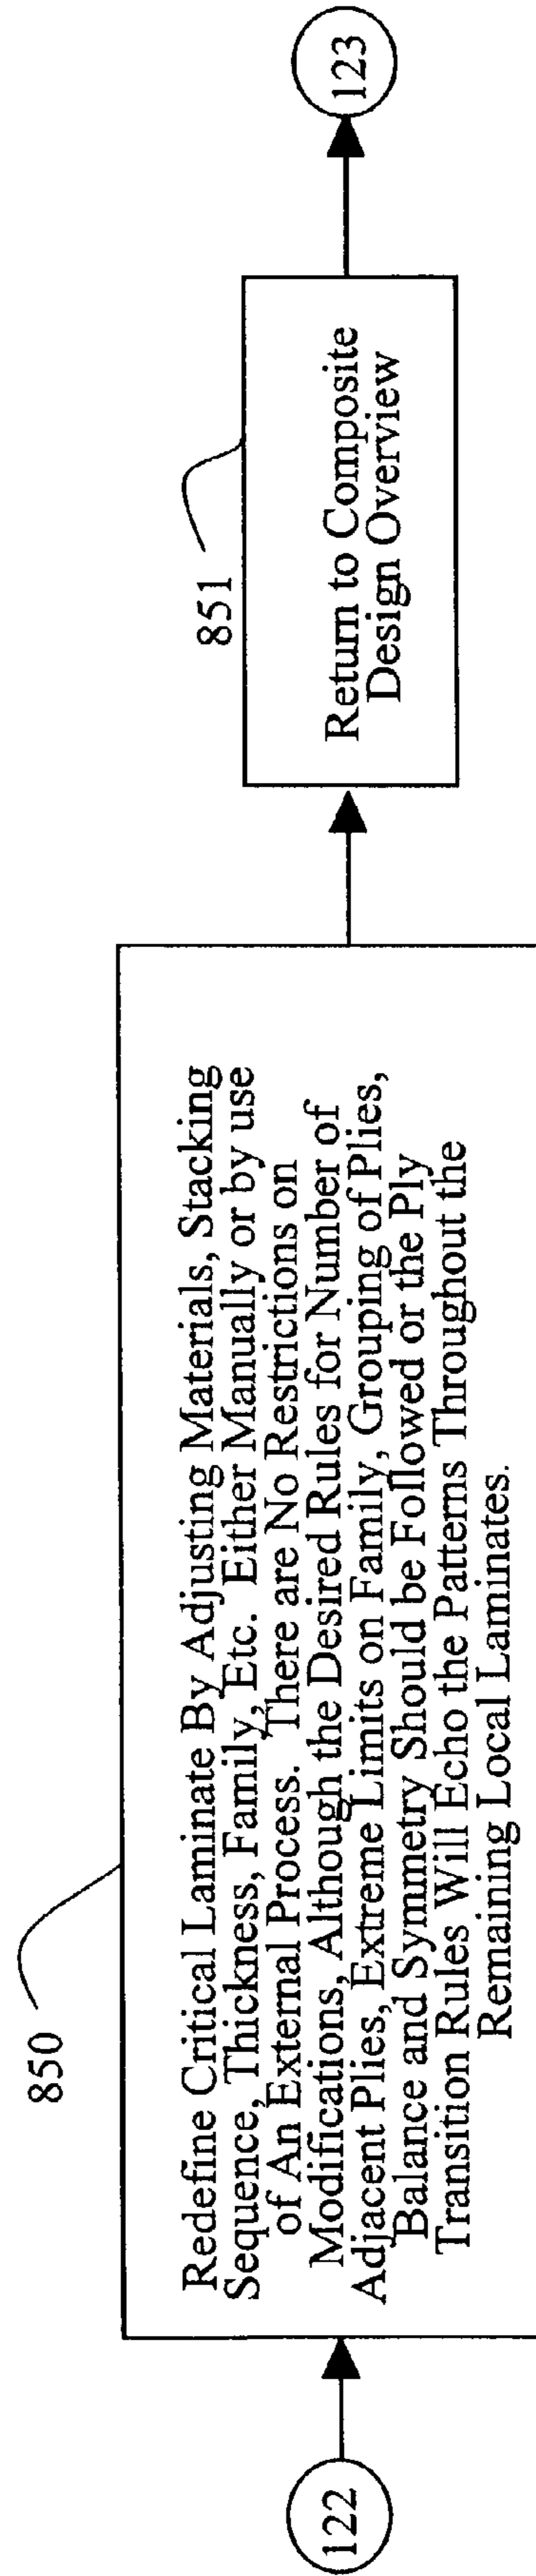 122
850
Redefine Critical Laminate By Adjusting Materials, Stacking
Sequence, Thickness, Family, Etc.  Either Manually or by use
of An External Process.  There are No Restrictions on
Modifications, Although the Desired Rules for Number of
Adjacent Plies, Extreme Limits on Family, Grouping of Plies,
Balance and Symmetry Should be Followed or the Ply
Transition Rules Will Echo the Patterns Throughout the
Remaining Local Laminates.
851
Return to Composite
Design Overview
123